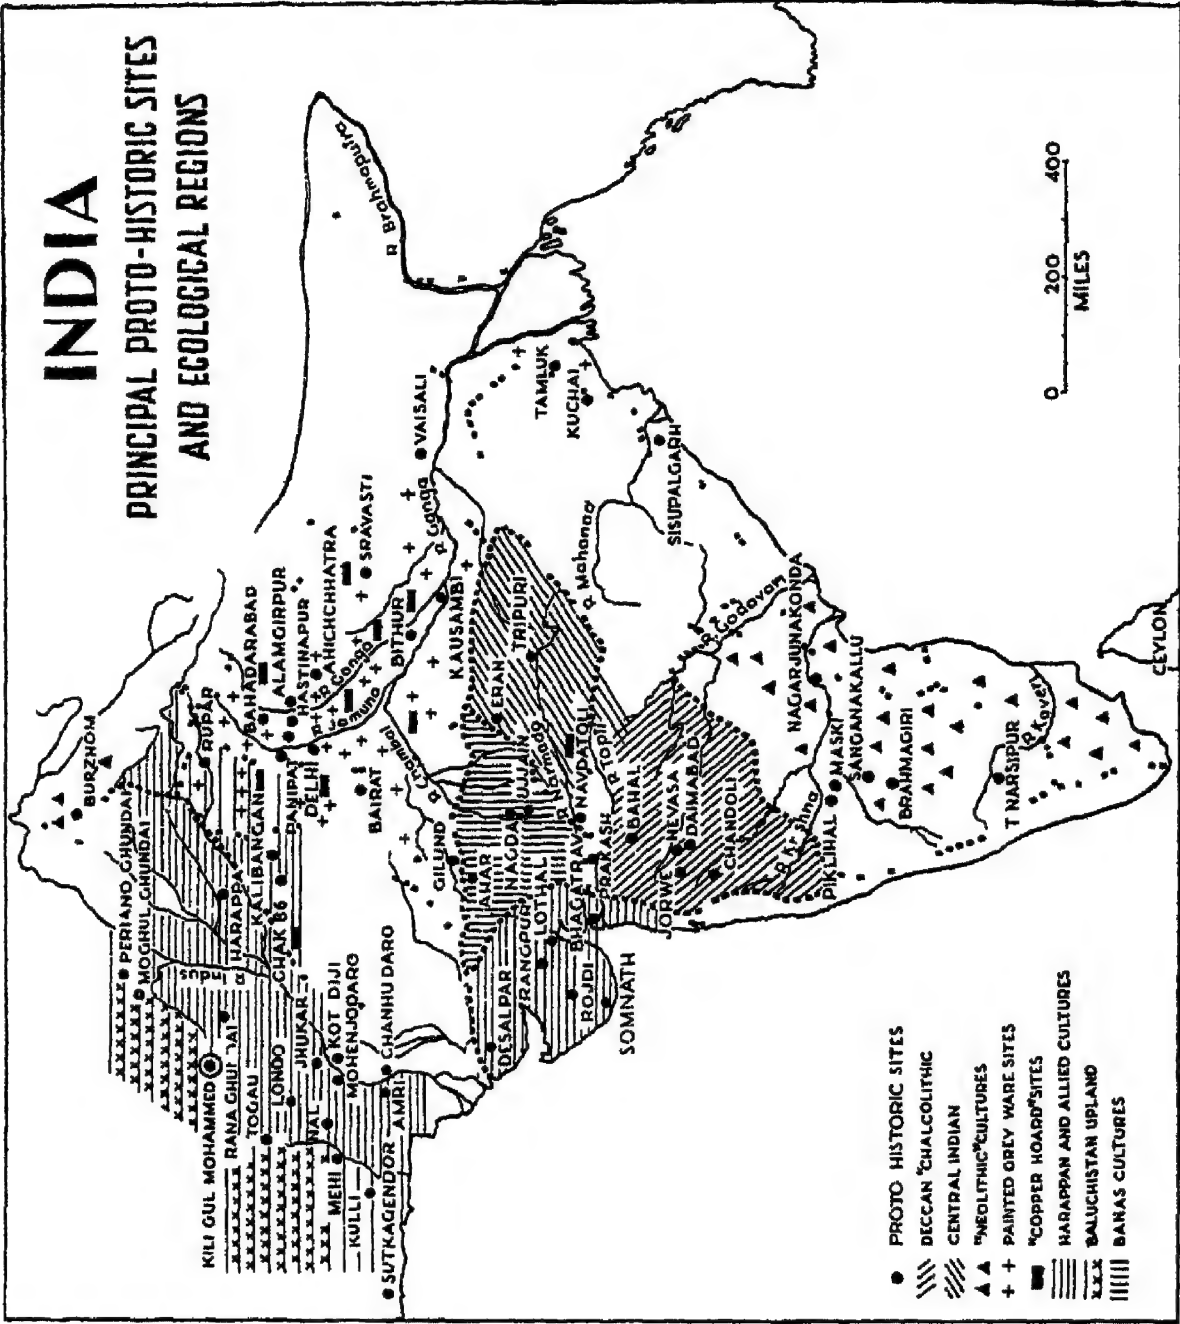 INDIA
PRINCIPAL PROTO-HISTORIC SITES
AND ECOLOGICAL REGIONS
R Brahmaputra
BURZHOM
PERIANO GHUNDAI
MOGHUL GHUNDAI
KILI GUL MOHAMMED
RANA GHUNDAI
TOGAU
LONDO
JHUKAR
NAL
KOT DIJI
MOHENJODARO
CHANHU DARO
AMRI
MEHI
KULLI
SUTKAGENDOR
R Indus
HARAPPA
KALIBANGAN
CHAK 86
RUPAR
BAHADARABAD
ALAMGIRPUR
HASTINAPUR
AHICHCHHATRA
SRAVASTI
PANIPAT
DELHI
R Ganga
Jamuna
BAIRAT
BITHUR
R Ganga
VAISALI
KAUSAMBI
R Chambal
GILUND
AHAR
NAGDA
UJJAIN
ERAN
TRIPURI
R Narmada
NAVDATOLI
R Tapti
DESALPAR
RANGPUR
LOTHAL
BHAGATRAV
PRAKASH
ROJDI
SOMNATH
BAHAL
JORWE
NEVASA
DAIMABAD
CHANDOLI
TAMLUK
KUCHAI
SISUPALGARH
R Mahanadi
R Godavari
R Krishna
NAGARJUNAKONDA
PIKLIHAL
MASKI
SANGANAKALLU
BRAHMAGIRI
T NARSIPUR
R Kavery
CEYLON
0 200 400
MILES
PROTO HISTORIC SITES
DECCAN "CHALCOLITHIC
CENTRAL INDIAN
"NEOLITHIC" CULTURES
PAINTED GREY WARE SITES
"COPPER HOARD" SITES
HARAPPAN AND ALLIED CULTURES
BALUCHISTAN UPLAND
BANAS CULTURES